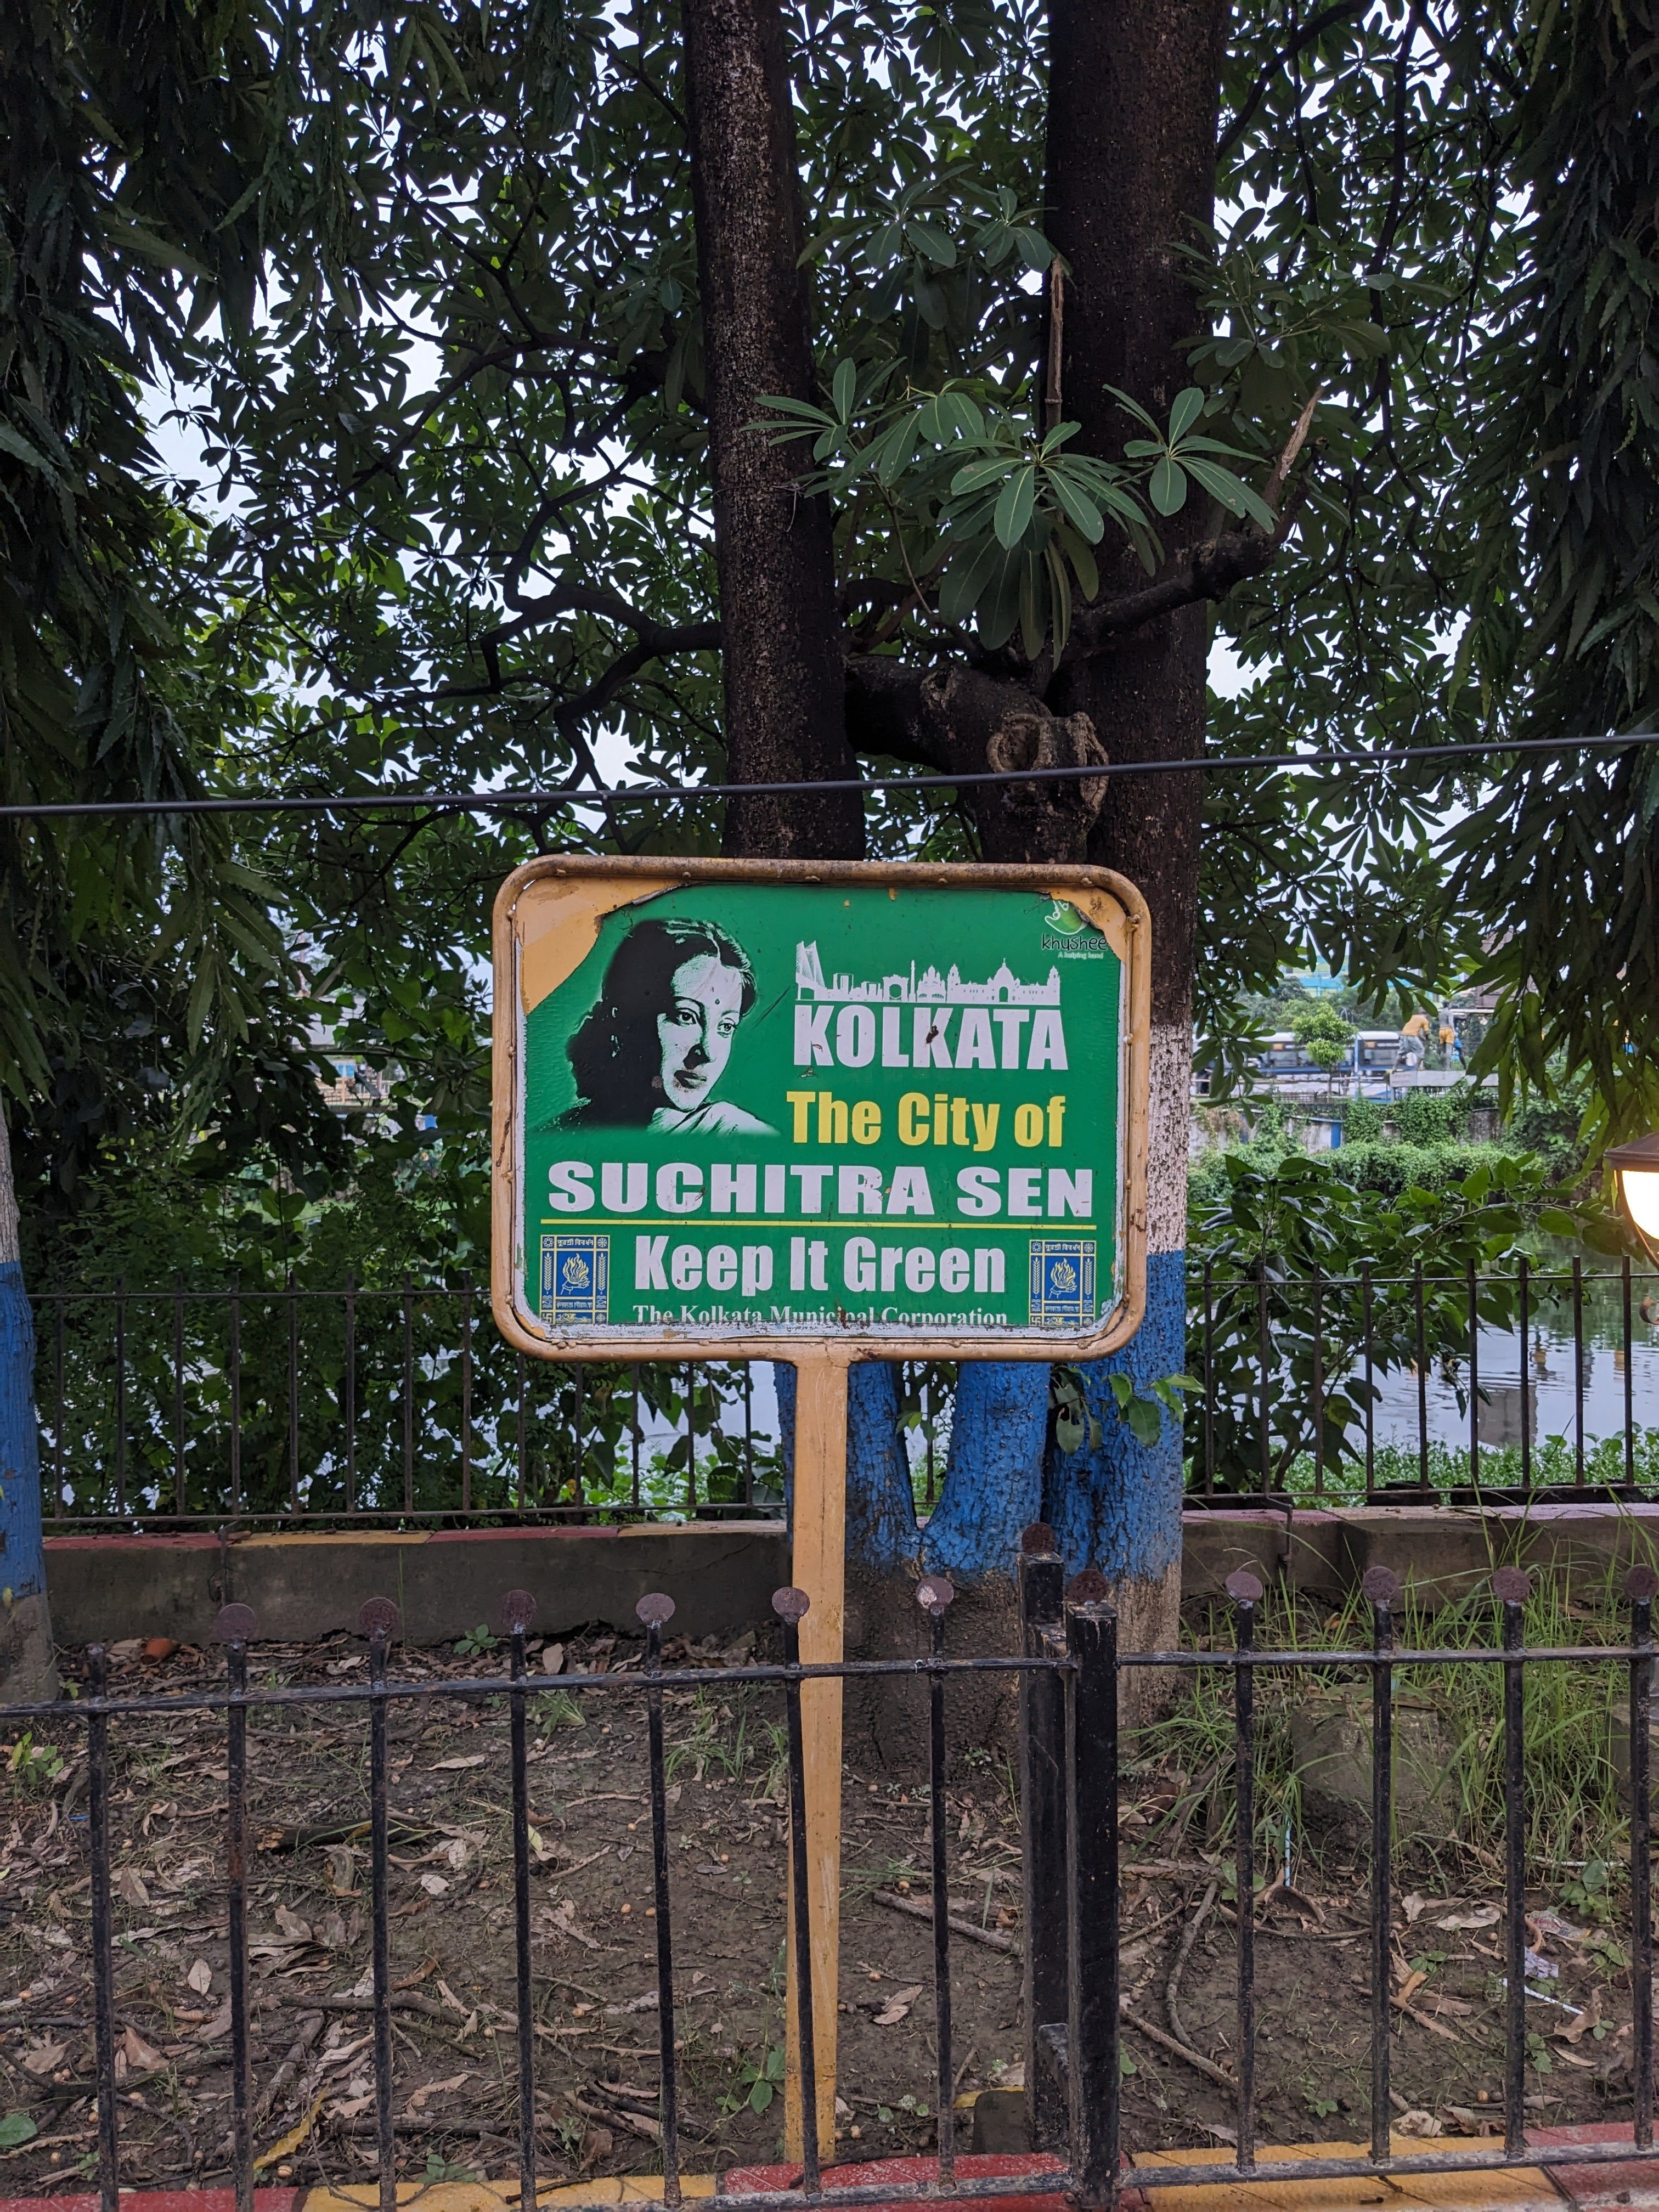 khushee
A helping hand
KOLKATA
The City of
SUCHITRA SEN
Keep It Green
The Kolkata Municipal Corporation